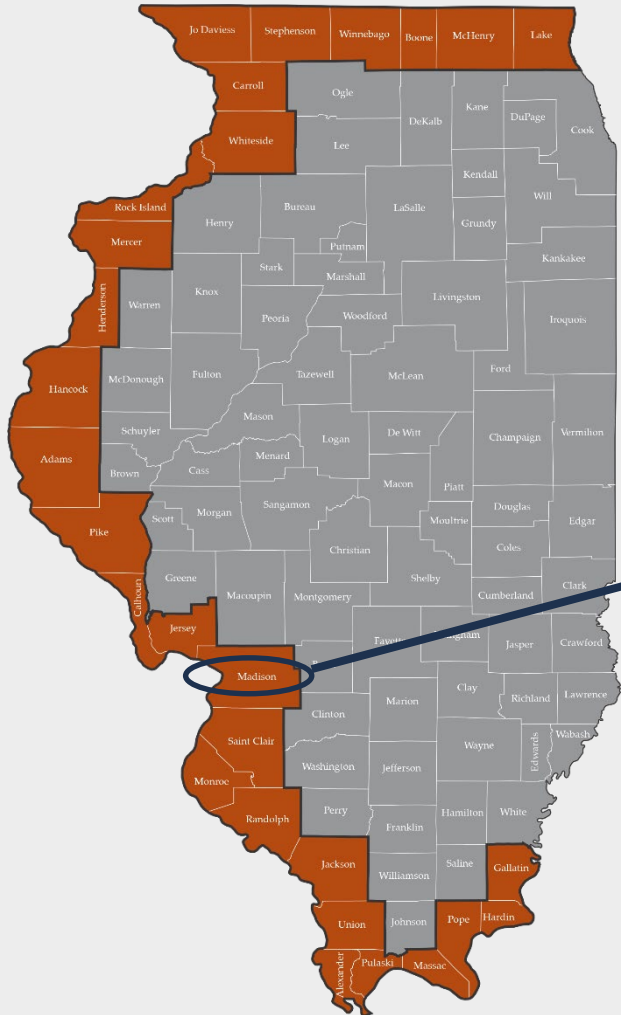 Jo Daviess
Stephenson
Winnebago
Boone
McHenry
Lake
Carroll
Ogle
DeKalb
Kane
DuPage
Cook
Whiteside
Lee
Kendall
Will
Rock Island
Henry
Bureau
LaSalle
Grundy
Mercer
Putnam
Kankakee
Stark
Marshall
Henderson
Warren
Knox
Peoria
Woodford
Livingston
Iroquois
Hancock
McDonough
Fulton
Tazewell
McLean
Ford
Mason
Schuyler
Logan
De Witt
Champaign
Vermilion
Adams
Brown
Cass
Menard
Macon
Piatt
Pike
Scott
Morgan
Sangamon
Christian
Moultrie
Douglas
Edgar
Coles
Calhoun
Greene
Macoupin
Montgomery
Shelby
Cumberland
Clark
Jersey
Jasper
Crawford
Madison
Clay
Richland
Lawrence
Clinton
Marion
Saint Clair
Wayne
Edwards
Wabash
Washington
Jefferson
Monroe
Randolph
Perry
Hamilton
White
Franklin
Jackson
Williamson
Saline
Gallatin
Union
Johnson
Pope
Hardin
Alexander
Pulaski
Massac